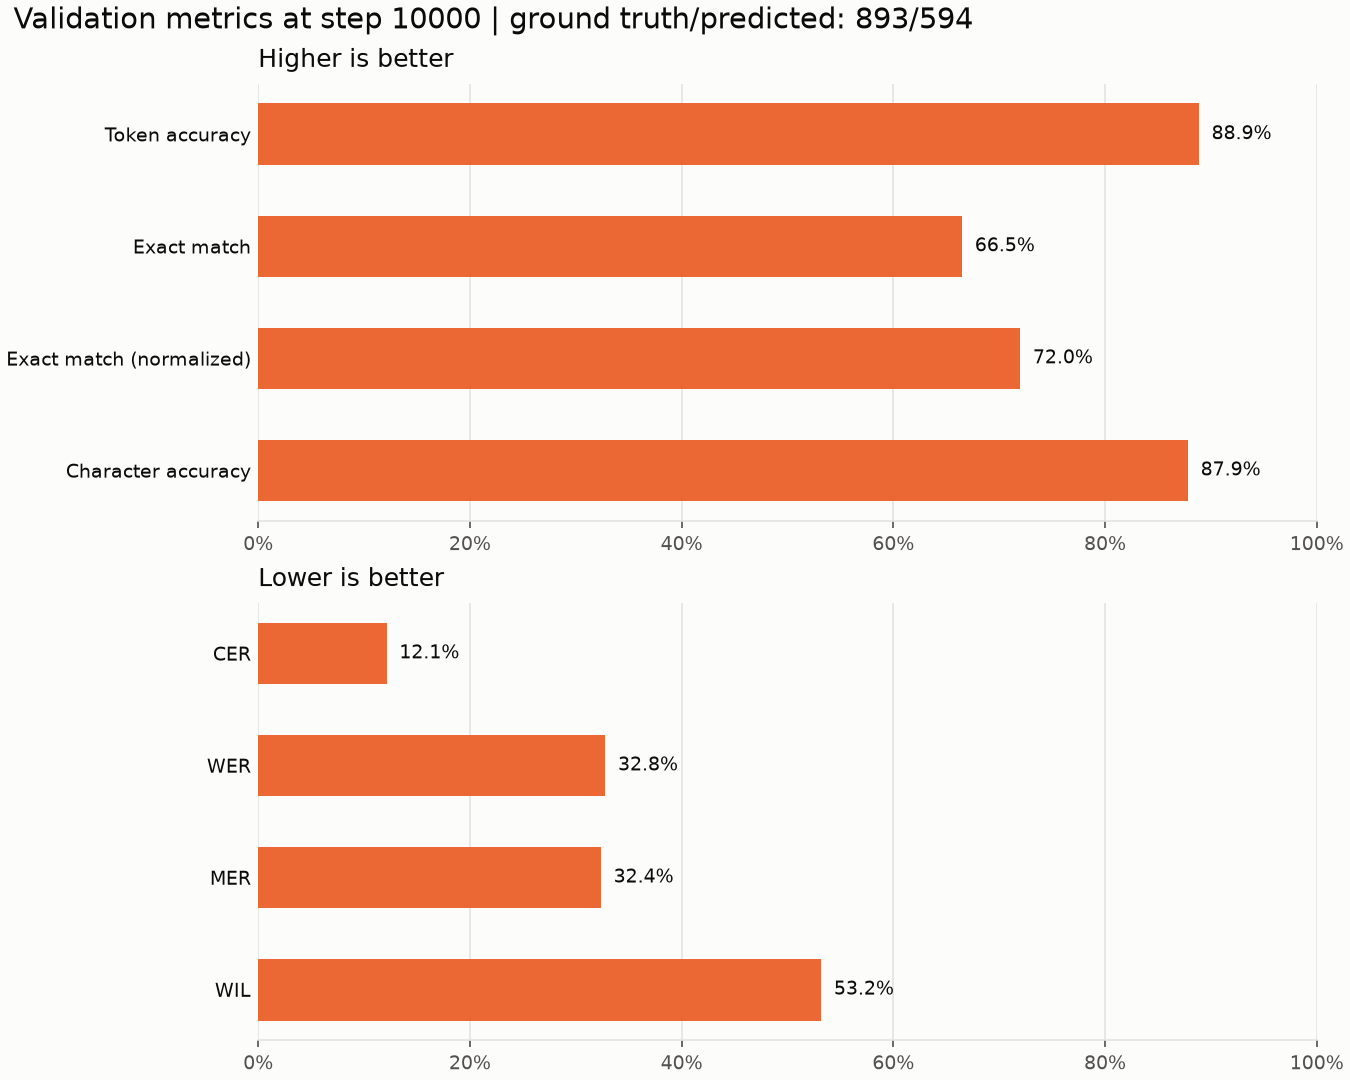 Validation metrics at step 10000 | ground truth/predicted: 893/594
Higher is better
Token accuracy 88.9%
Exact match 66.5%
Exact match (normalized) 72.0%
Character accuracy 87.9%
0% 20% 40% 60% 80% 100%
Lower is better
CER 12.1%
WER 32.8%
MER 32.4%
WIL 53.2%
0% 20% 40% 60% 80% 100%